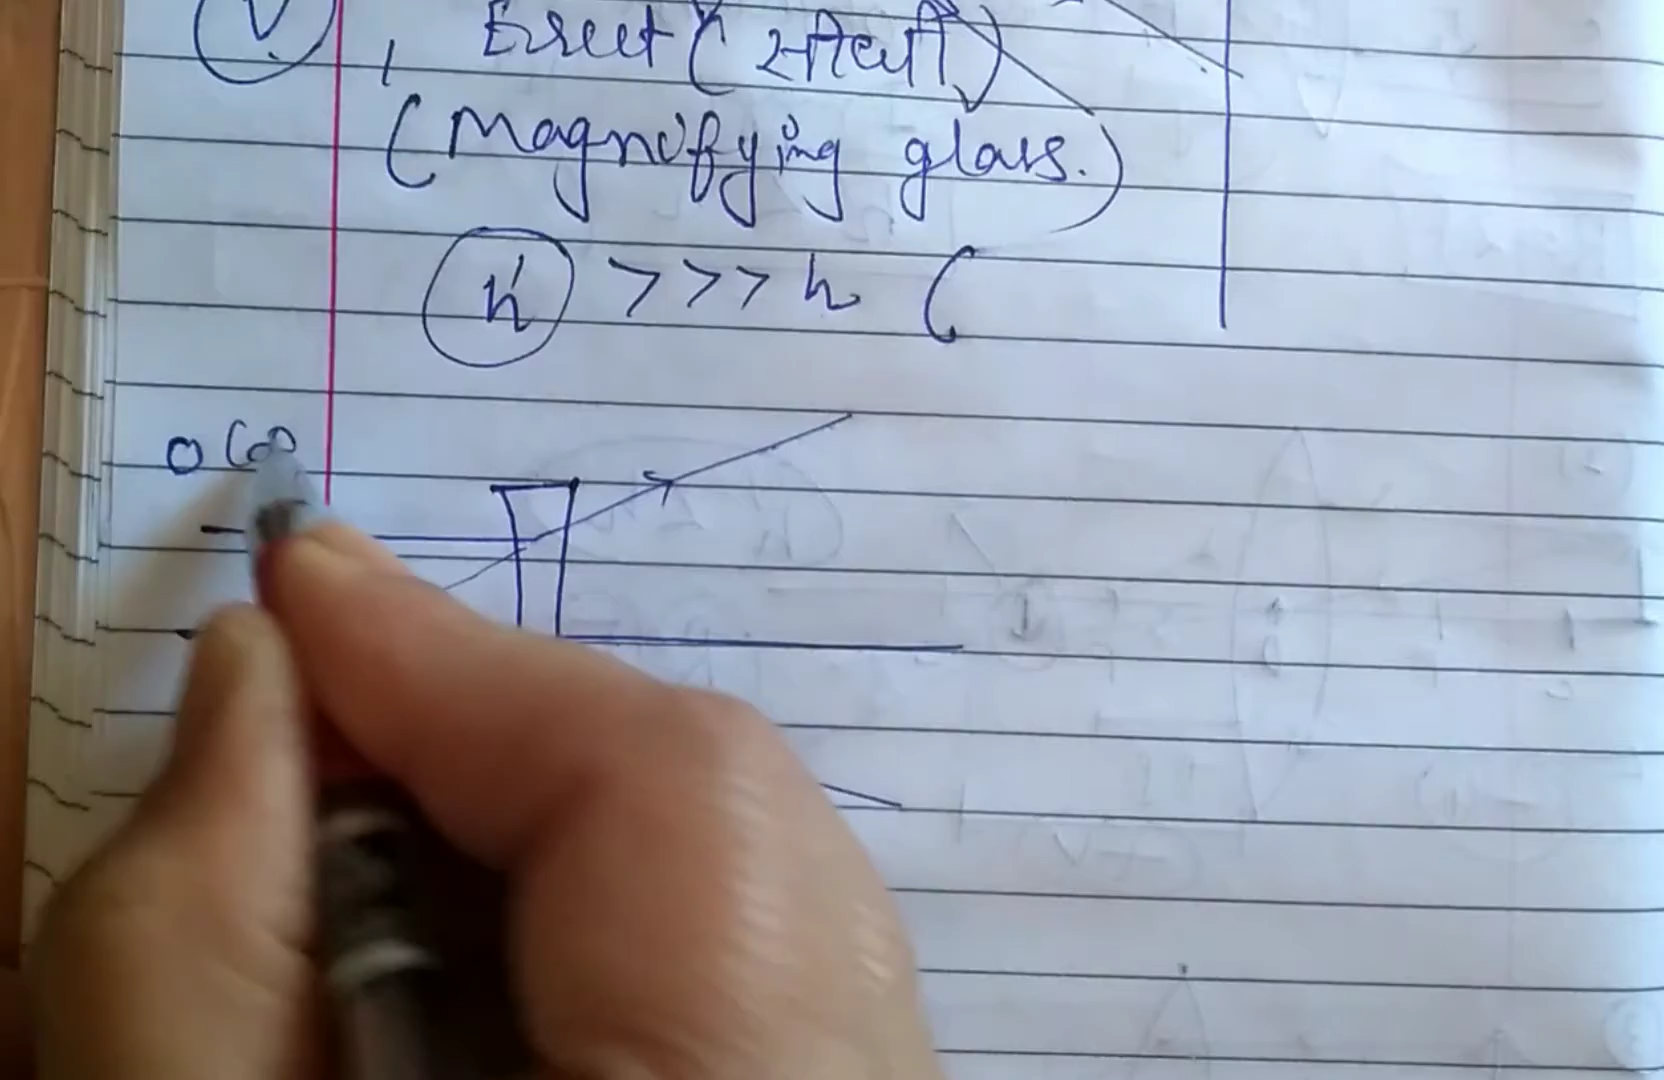 V , Erect (
(Magnifying glass.)
h' >>> h (
O (∞